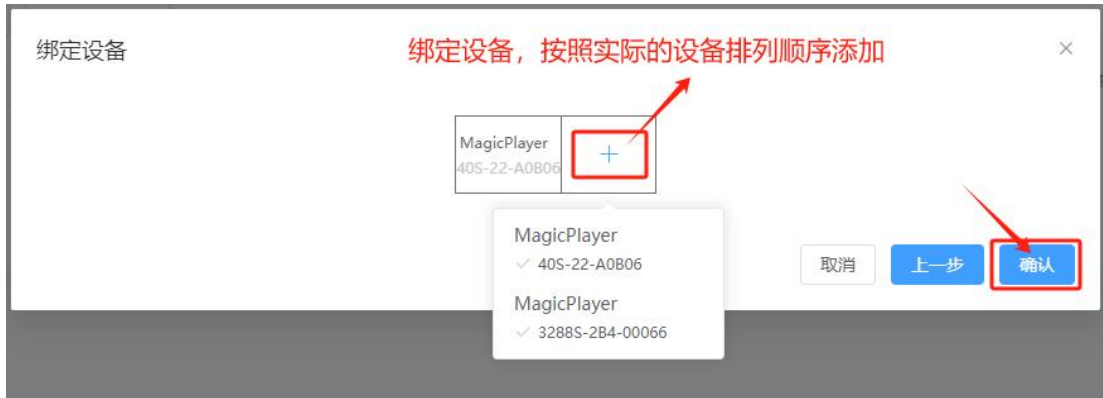 绑定设备
绑定设备，按照实际的设备排列顺序添加
MagicPlayer
40S-22-A0B06
MagicPlayer
40S-22-A0B06
MagicPlayer
3288S-2B4-00066
取消
上一步
确认